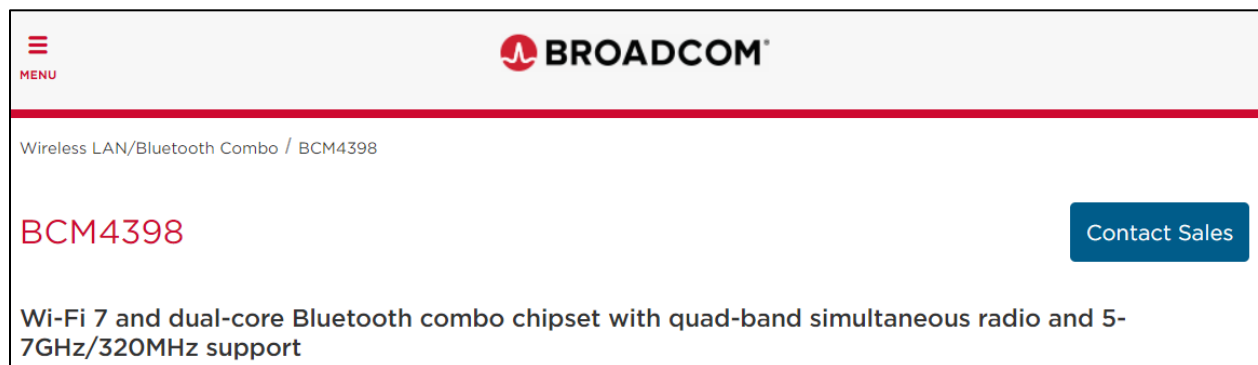 MENU
BROADCOM®
Wireless LAN/Bluetooth Combo / BCM4398
BCM4398
Contact Sales
Wi-Fi 7 and dual-core Bluetooth combo chipset with quad-band simultaneous radio and 5-
7GHz/320MHz support